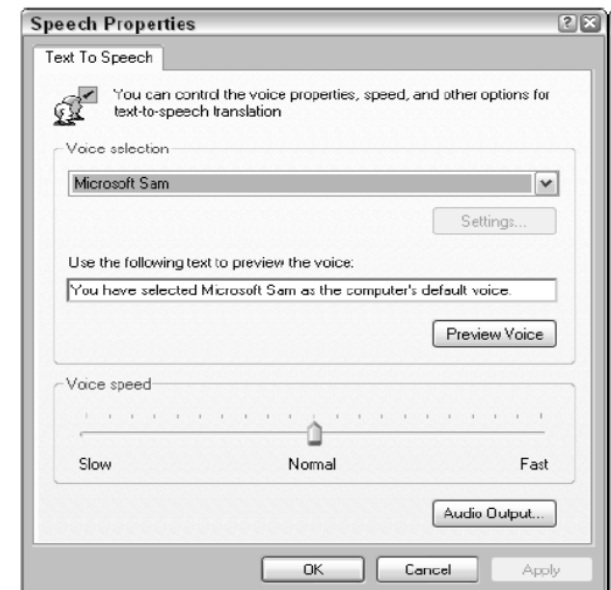 Speech Properties
Text To Speech
You can control the voice properties, speed, and other options for
text-to-speech translation
Voice selection
Microsoft Sam
Settings...
Use the following text to preview the voice:
You have selected Microsoft Sam as the computer's default voice.
Preview Voice
Voice speed
Slow Normal Fast
Audio Output...
OK Cancel Apply